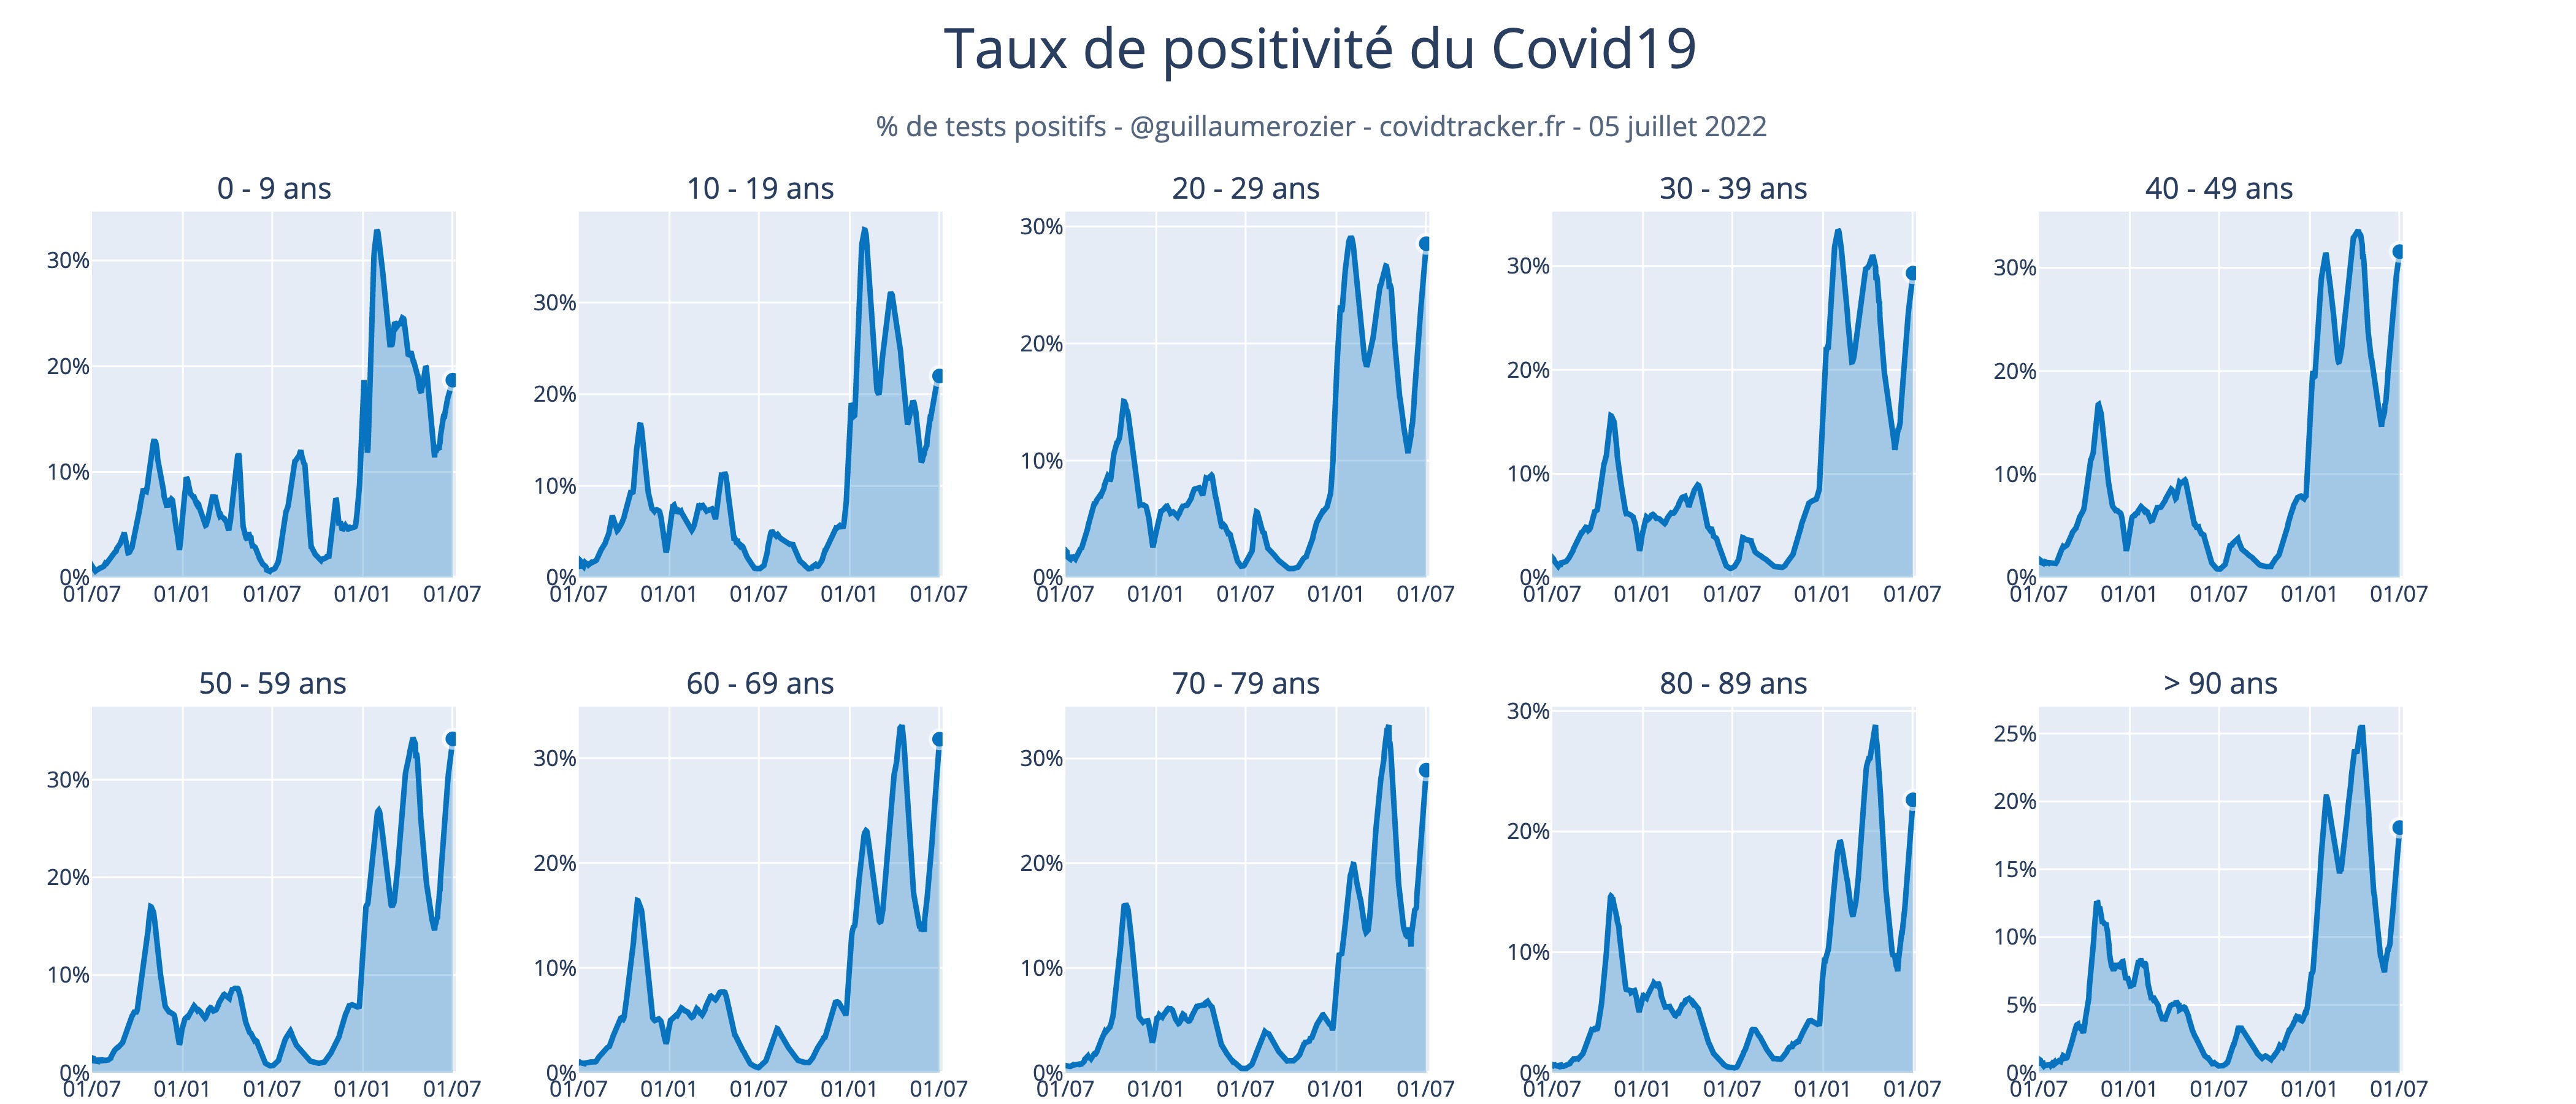 Taux de positivité du Covid19
% de tests positifs - @guillaumerozier - covidtracker.fr - 05 juillet 2022
0 - 9 ans
10 - 19 ans
20 - 29 ans
30 - 39 ans
40 - 49 ans
30%
20%
10%
0%
01/07 01/01 01/07 01/01 01/07
30%
20%
10%
0%
01/07 01/01 01/07 01/01 01/07
30%
20%
10%
0%
01/07 01/01 01/07 01/01 01/07
30%
20%
10%
0%
01/07 01/01 01/07 01/01 01/07
30%
20%
10%
0%
01/07 01/01 01/07 01/01 01/07
50 - 59 ans
60 - 69 ans
70 - 79 ans
80 - 89 ans
> 90 ans
30%
20%
10%
0%
01/07 01/01 01/07 01/01 01/07
30%
20%
10%
0%
01/07 01/01 01/07 01/01 01/07
30%
20%
10%
0%
01/07 01/01 01/07 01/01 01/07
30%
20%
10%
0%
01/07 01/01 01/07 01/01 01/07
25%
20%
15%
10%
5%
0%
01/07 01/01 01/07 01/01 01/07